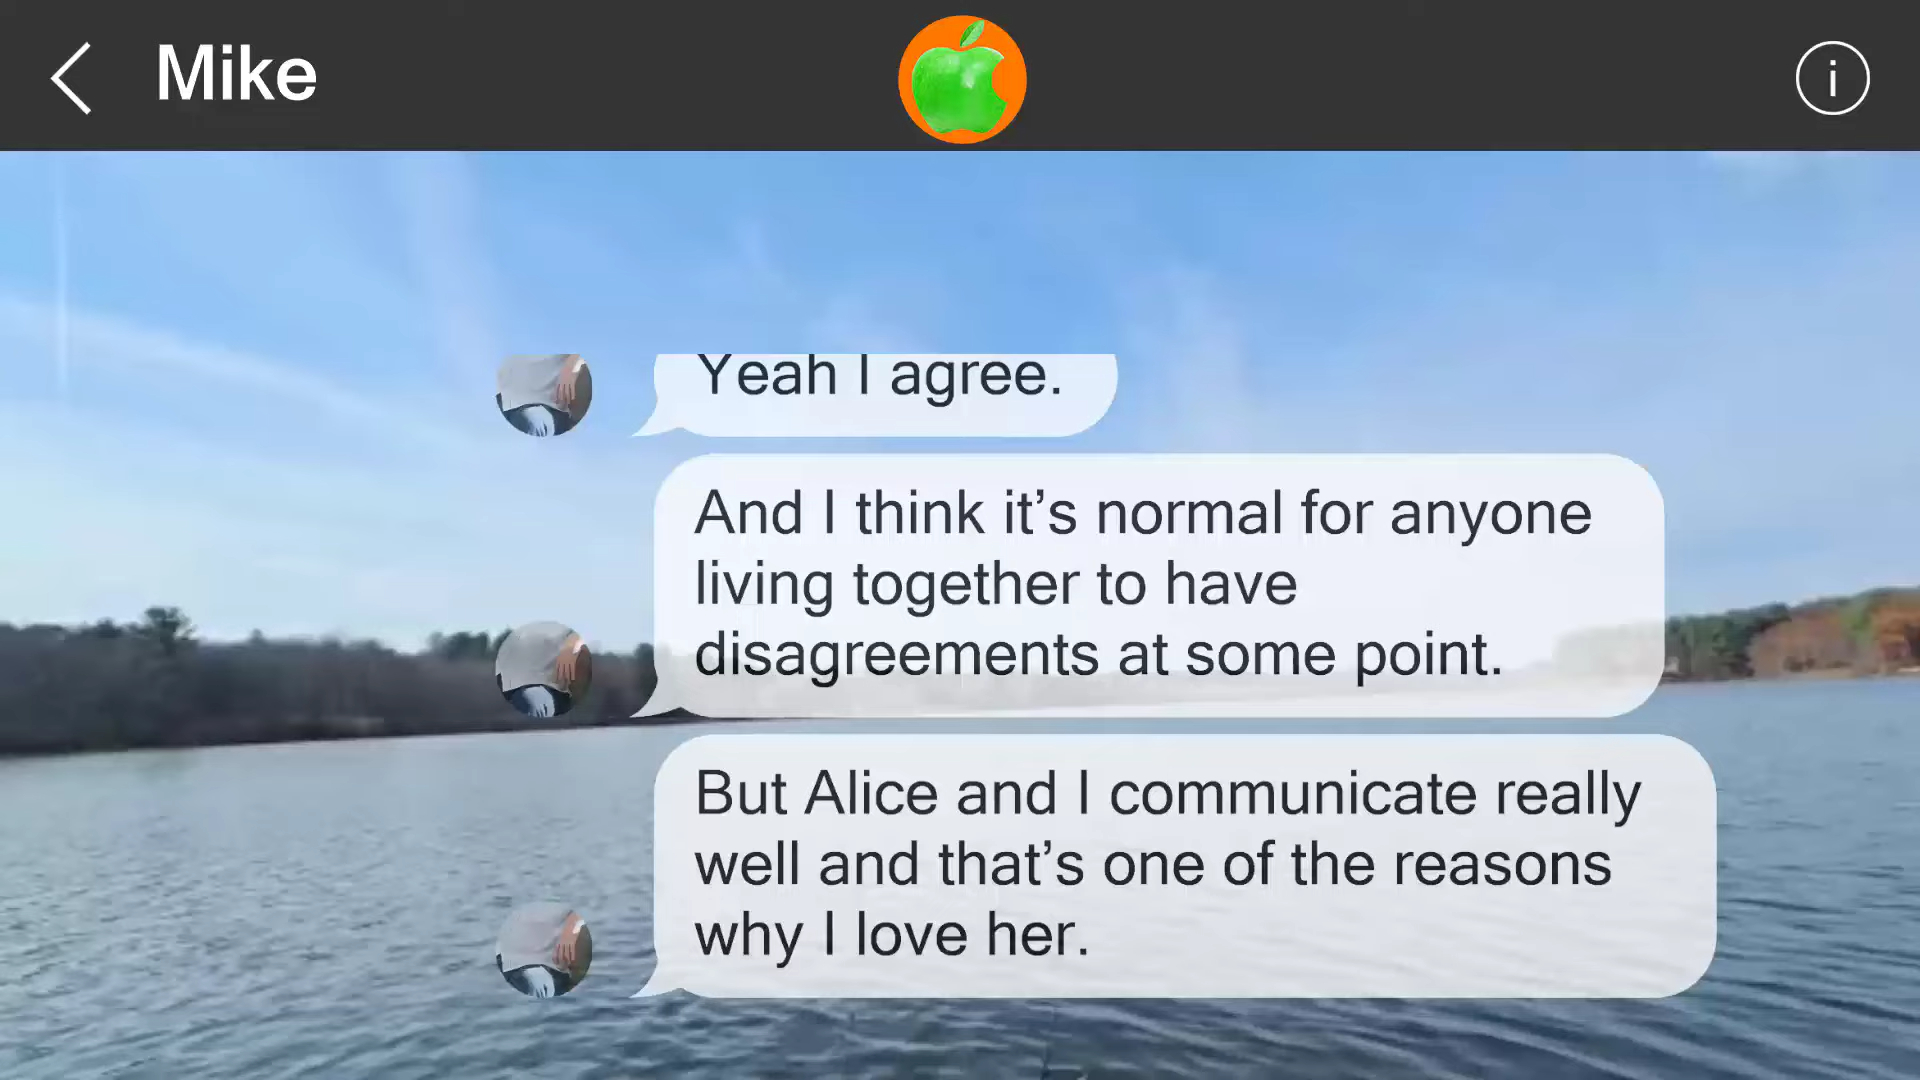 Mike
i
Yeah I agree.
And I think it’s normal for anyone
living together to have
disagreements at some point.
But Alice and I communicate really
well and that’s one of the reasons
why I love her.